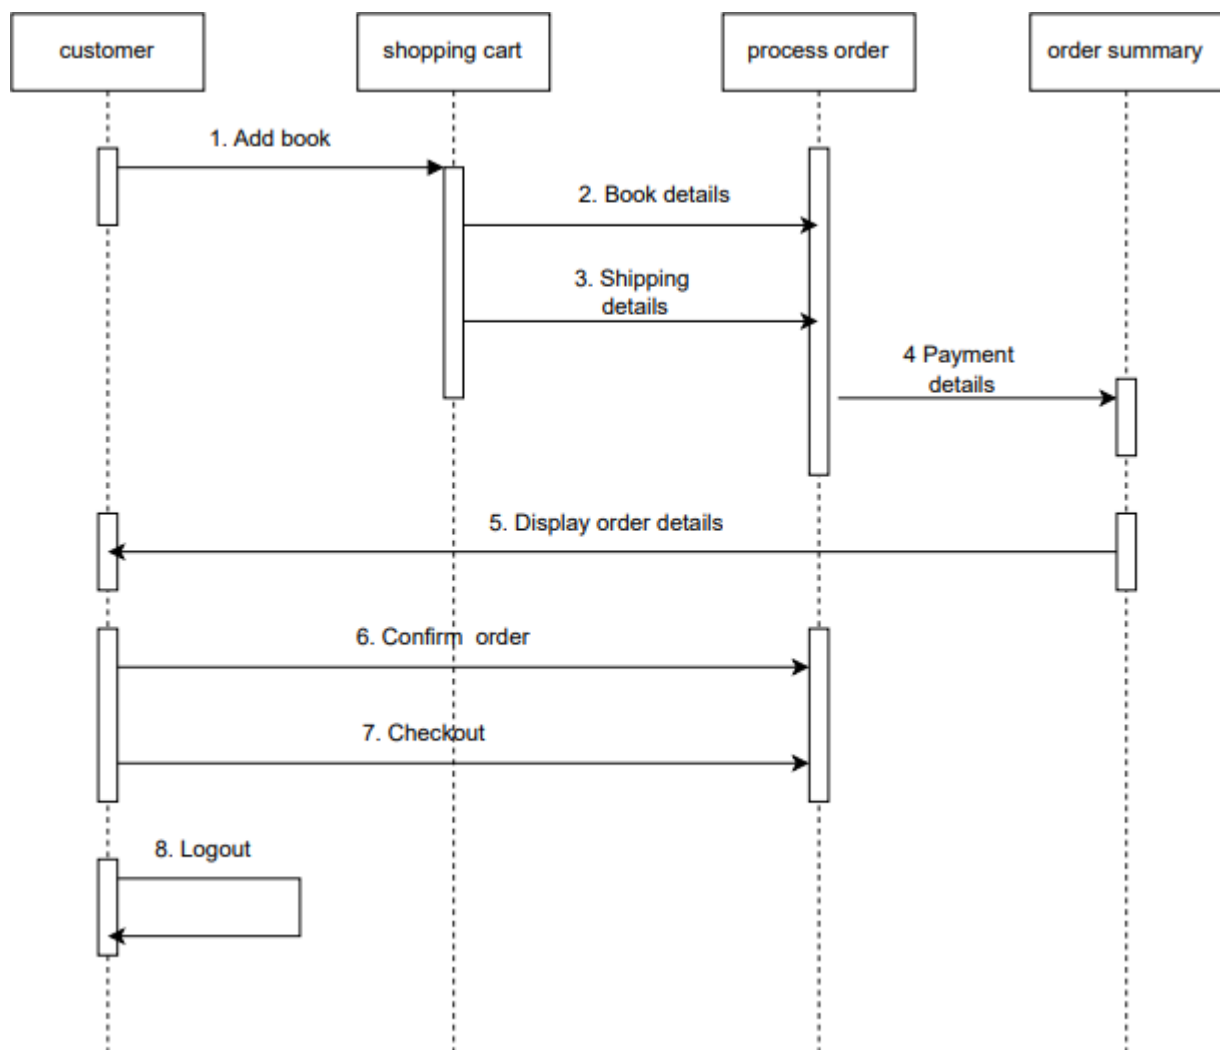 customer
shopping cart
process order
order summary
1. Add book
2. Book details
3. Shipping
details
4 Payment
details
5. Display order details
6. Confirm  order
7. Checkout
8. Logout